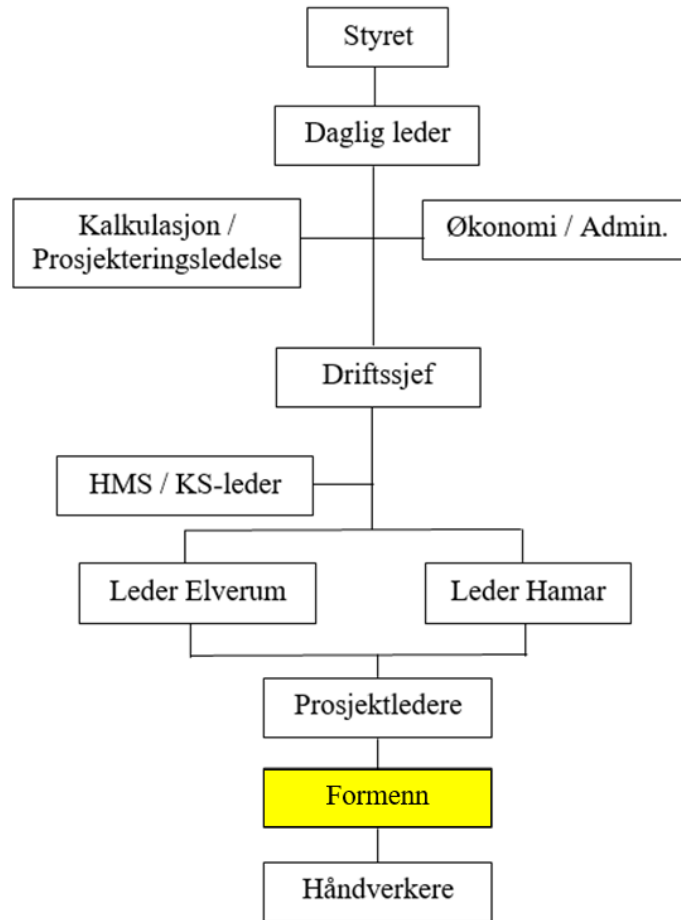 Styret
Daglig leder
Kalkulasjon /
Prosjekteringsledelse
Økonomi / Admin.
Driftssjef
HMS / KS-leder
Leder Elverum
Leder Hamar
Prosjektledere
Formenn
Håndverkere